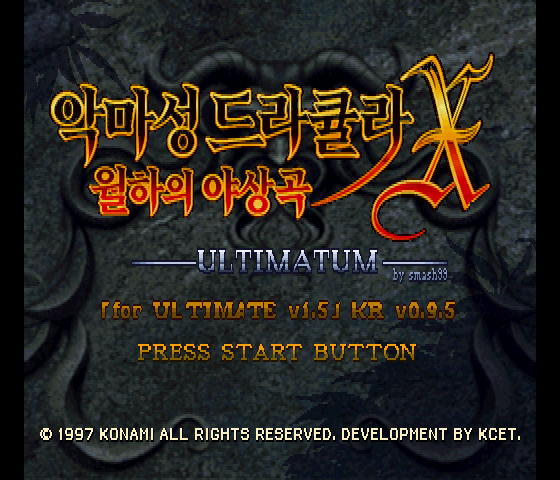 악마성 드라큘라 X
월하의 야상곡
ULTIMATUM
by smash99
「for ULTIMATE v1.5」 KR v0.9.5
PRESS START BUTTON
© 1997 KONAMI ALL RIGHTS RESERVED. DEVELOPMENT BY KCET.